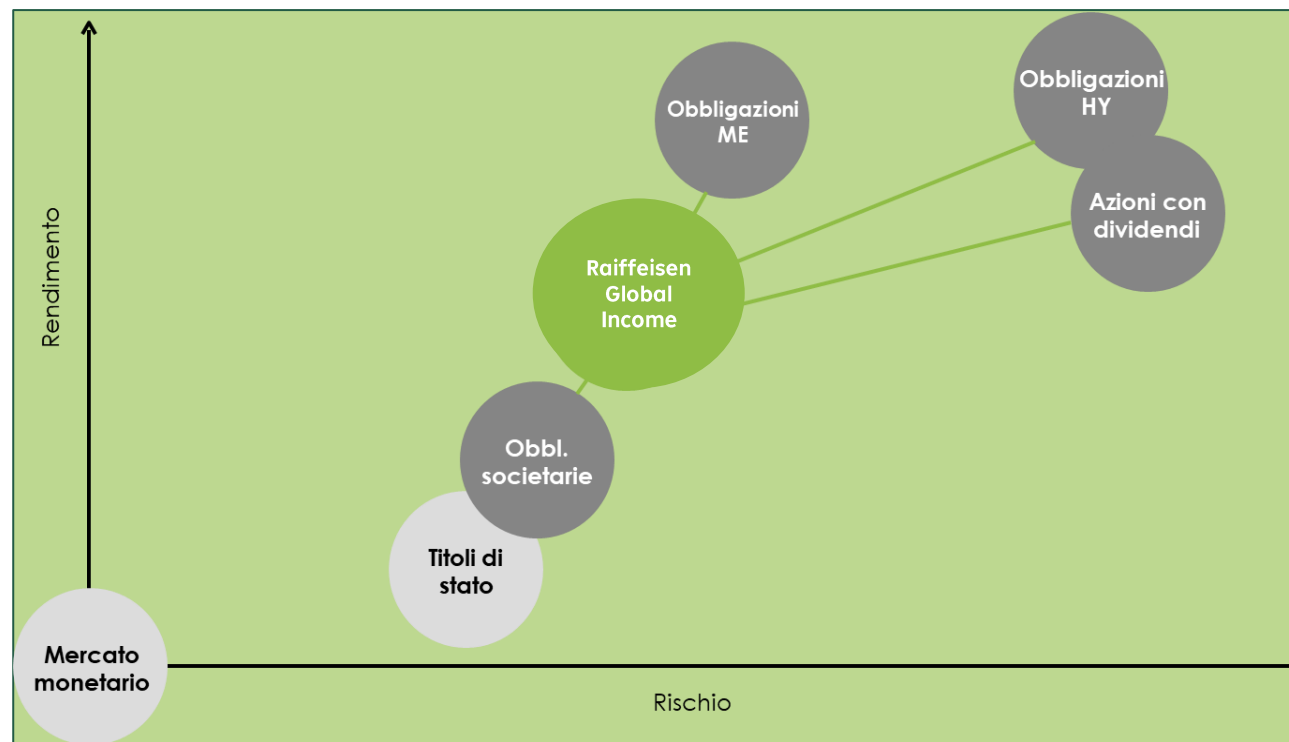 Obbligazioni
HY
Obbligazioni
ME
Azioni con
dividendi
Rendimento
Raiffeisen
Global
Income
Obbl.
societarie
Titoli di
stato
Mercato
monetario
Rischio